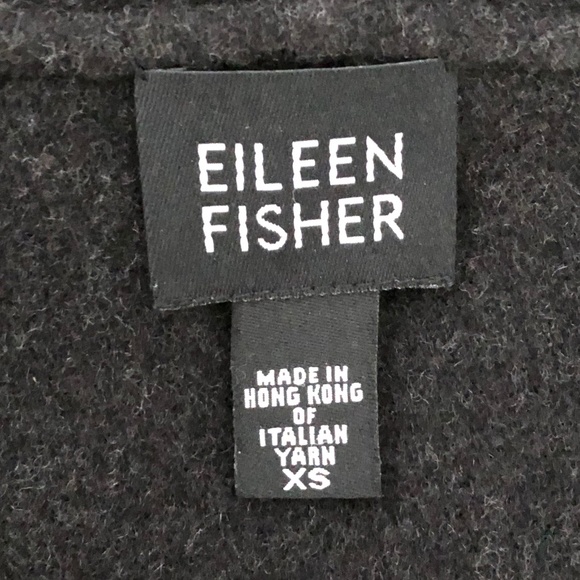 EILEEN
FISHER
MADE IN
HONG KONG
OF
ITALIAN
YARN
XS